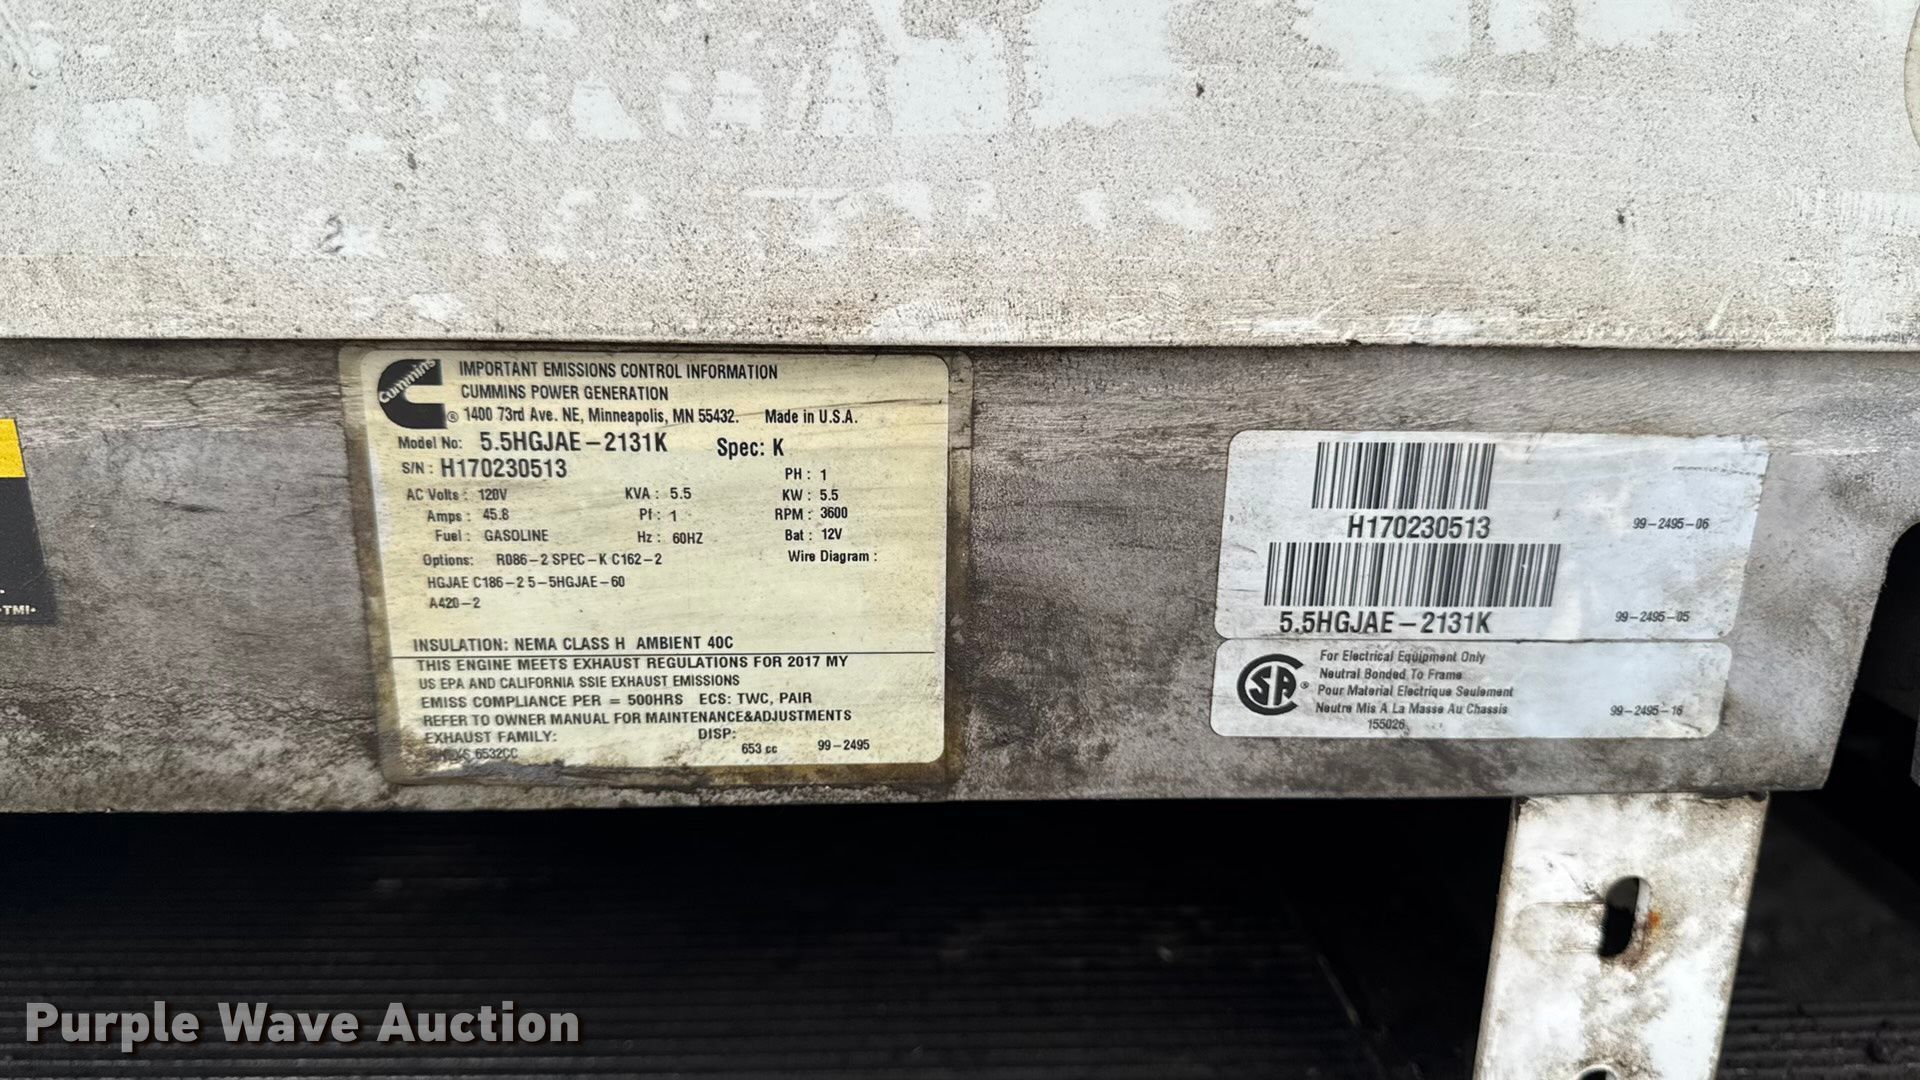 Cummins
IMPORTANT EMISSIONS CONTROL INFORMATION
CUMMINS POWER GENERATION
® 1400 73rd Ave. NE, Minneapolis, MN 55432. Made in U.S.A.
Model No: 5.5HGJAE-2131K Spec: K
S/N : H170230513 PH : 1
AC Volts : 120V KVA : 5.5 KW : 5.5
Amps : 45.8 Pf : 1 RPM : 3600
Fuel : GASOLINE Hz : 60HZ Bat : 12V
Options: R086-2 SPEC-K C162-2 Wire Diagram :
HGJAE C186-2 5-5HGJAE-60
A420-2
INSULATION: NEMA CLASS H AMBIENT 40C
THIS ENGINE MEETS EXHAUST REGULATIONS FOR 2017 MY
US EPA AND CALIFORNIA SSIE EXHAUST EMISSIONS
EMISS COMPLIANCE PER = 500HRS ECS: TWC, PAIR
REFER TO OWNER MANUAL FOR MAINTENANCE&ADJUSTMENTS
EXHAUST FAMILY: DISP:
6532CC 653 cc 99-2495
H170230513 99-2495-06
5.5HGJAE-2131K 99-2495-05
CSA ®
For Electrical Equipment Only
Neutral Bonded To Frame
Pour Material Electrique Seulement
Neutre Mis A La Masse Au Chassis 99-2495-16
155026
TMI
Purple Wave Auction